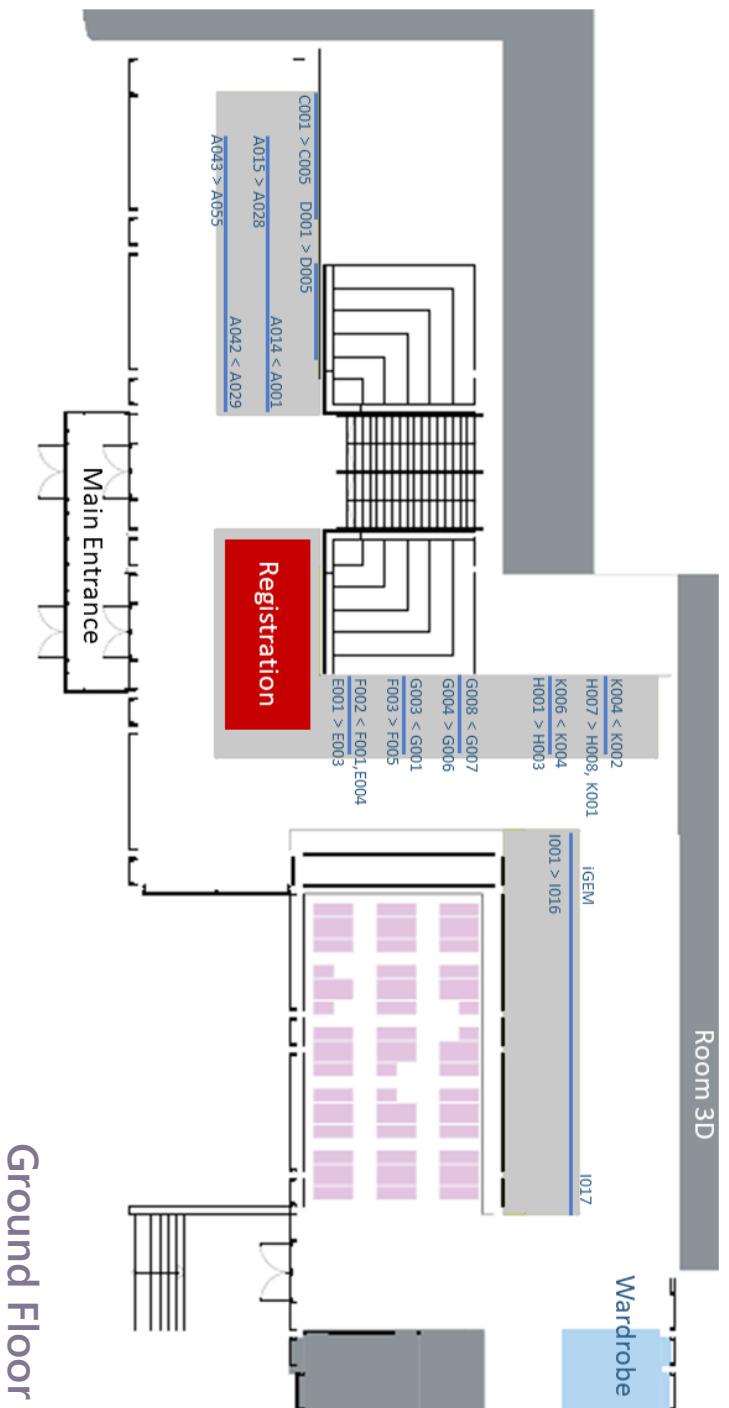 K004 < K002
H007 > H008, K001
K006 < K004
H001 > H003
G008 < G007
G004 > G006
G003 < G001
F003 > F005
F002 < F001,E004
E001 > E003
Room 3D
iGEM
I017
I001 > I016
Wardrobe
C001 > C005
D001 > D005
A015 > A028
A014 < A001
A043 > A055
A042 < A029
Registration
Main Entrance
Ground Floor